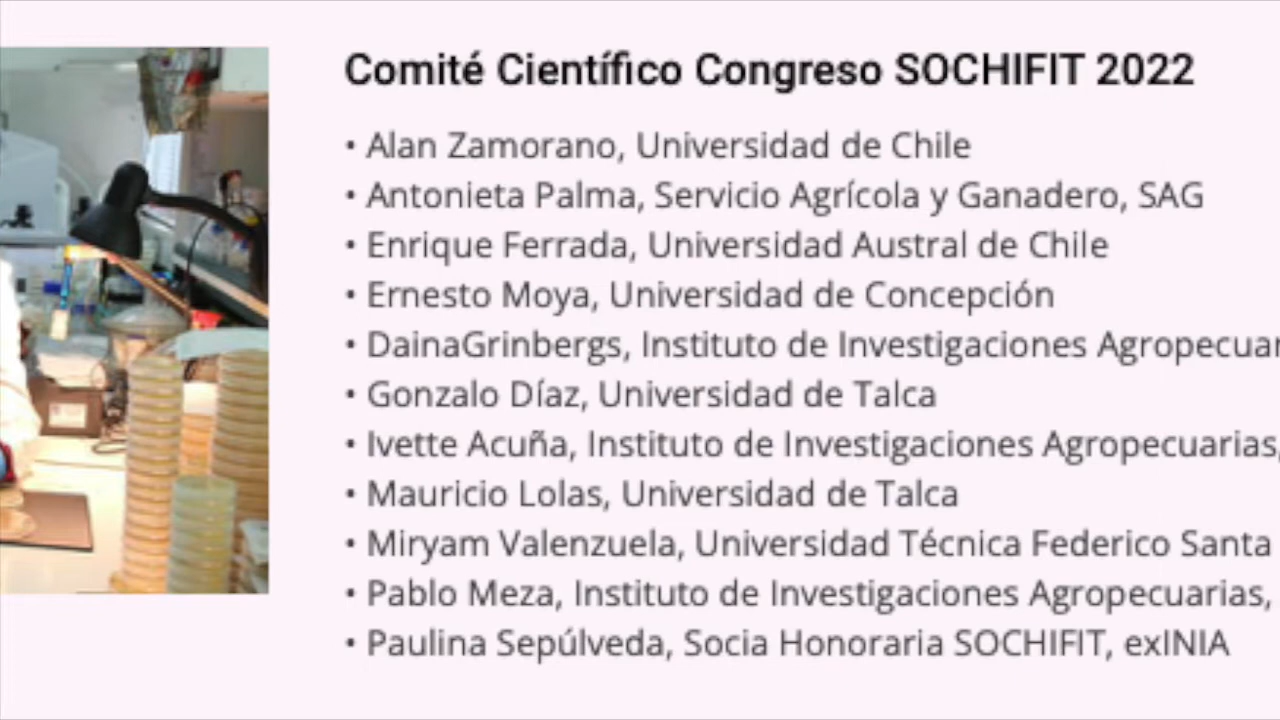 Comité Científico Congreso SOCHIFIT 2022
• Alan Zamorano, Universidad de Chile
• Antonieta Palma, Servicio Agrícola y Ganadero, SAG
• Enrique Ferrada, Universidad Austral de Chile
• Ernesto Moya, Universidad de Concepción
• DainaGrinbergs, Instituto de Investigaciones Agropecuar
• Gonzalo Díaz, Universidad de Talca
• Ivette Acuña, Instituto de Investigaciones Agropecuarias,
• Mauricio Lolas, Universidad de Talca
• Miryam Valenzuela, Universidad Técnica Federico Santa
• Pablo Meza, Instituto de Investigaciones Agropecuarias,
• Paulina Sepúlveda, Socia Honoraria SOCHIFIT, exINIA